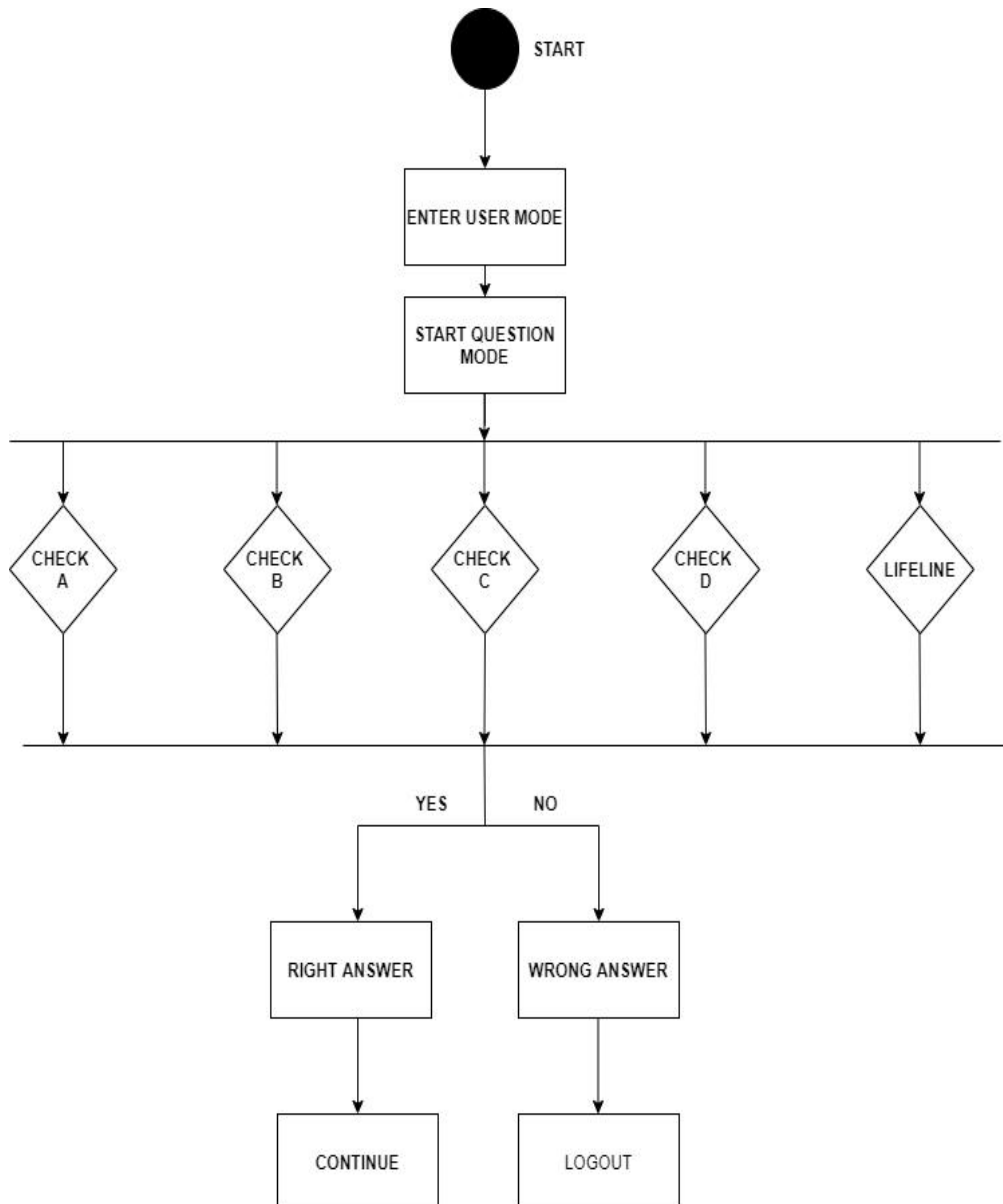 START
ENTER USER MODE
START QUESTION
MODE
CHECK
A
CHECK
B
CHECK
C
CHECK
D
LIFELINE
YES
NO
RIGHT ANSWER
WRONG ANSWER
CONTINUE
LOGOUT